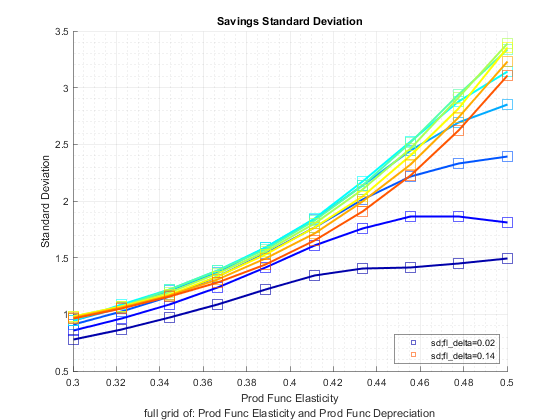 Savings Standard Deviation
3.5
3
2.5
2
1.5
1
0.5
Standard Deviation
0.3 0.32 0.34 0.36 0.38 0.4 0.42 0.44 0.46 0.48 0.5
sd;fl_delta=0.02
sd;fl_delta=0.14
Prod Func Elasticity
full grid of: Prod Func Elasticity and Prod Func Depreciation